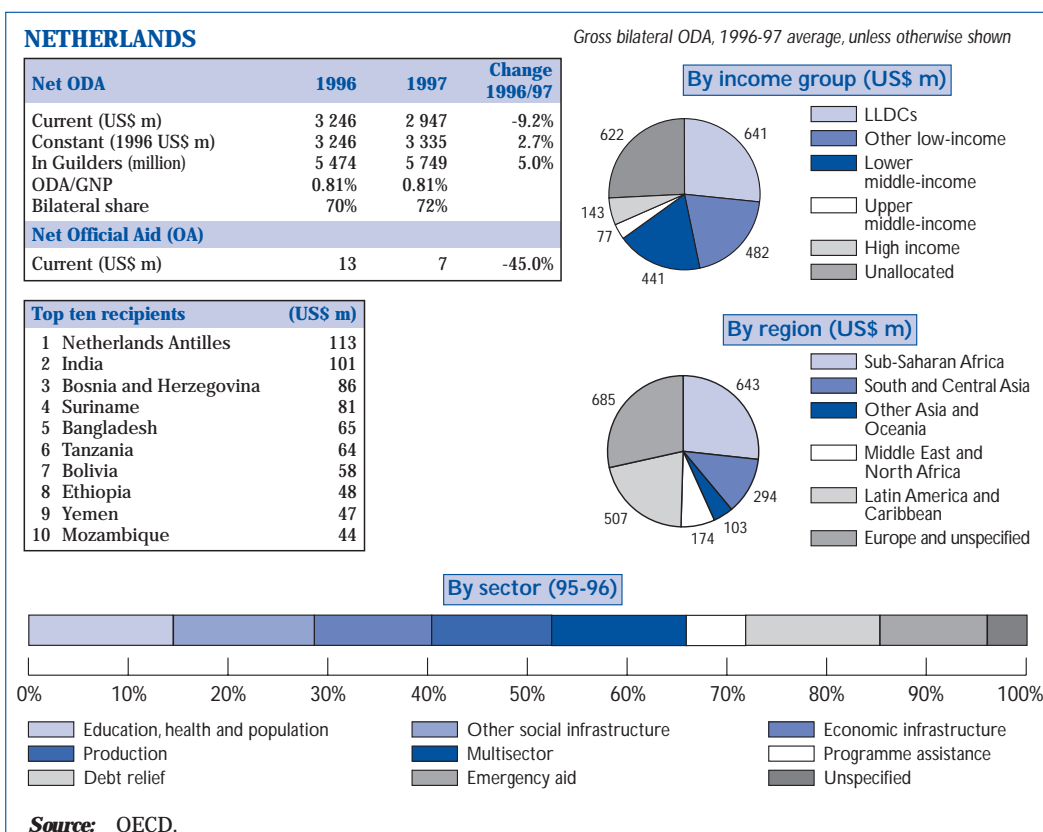 NETHERLANDS
Gross bilateral ODA, 1996-97 average, unless otherwise shown
Net ODA 1996 1997 Change 1996/97
Current (US$ m) 3 246 2 947 -9.2%
Constant (1996 US$ m) 3 246 3 335 2.7%
In Guilders (million) 5 474 5 749 5.0%
ODA/GNP 0.81% 0.81%
Bilateral share 70% 72%
Net Official Aid (OA)
Current (US$ m) 13 7 -45.0%
By income group (US$ m)
622
641
143
77
441
482
LLDCs
Other low-income
Lower
middle-income
Upper
middle-income
High income
Unallocated
Top ten recipients (US$ m)
1 Netherlands Antilles 113
2 India 101
3 Bosnia and Herzegovina 86
4 Suriname 81
5 Bangladesh 65
6 Tanzania 64
7 Bolivia 58
8 Ethiopia 48
9 Yemen 47
10 Mozambique 44
By region (US$ m)
685
643
507
294
174
103
Sub-Saharan Africa
South and Central Asia
Other Asia and
Oceania
Middle East and
North Africa
Latin America and
Caribbean
Europe and unspecified
By sector (95-96)
0% 10% 20% 30% 40% 50% 60% 70% 80% 90% 100%
Education, health and population Other social infrastructure Economic infrastructure
Production Multisector Programme assistance
Debt relief Emergency aid Unspecified
Source: OECD.